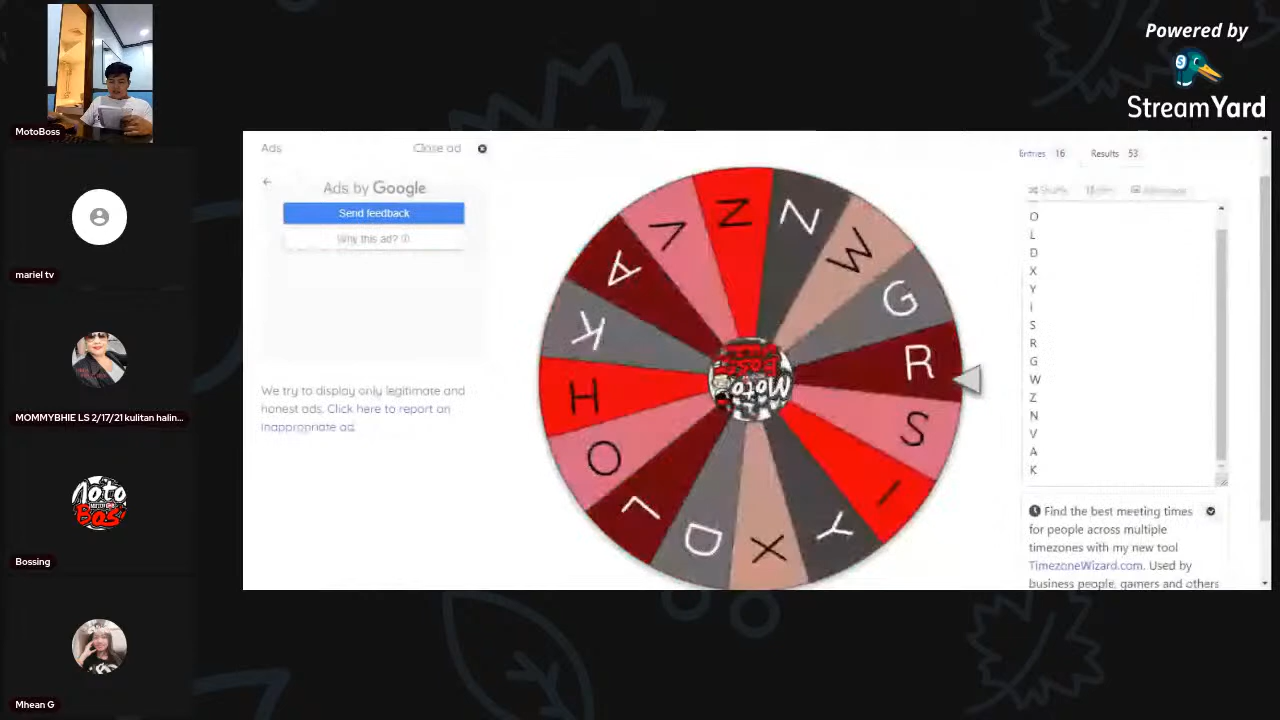 Powered by
StreamYard
MotoBoss
mariel tv
MOMMYBHIE LS 2/17/21 kulitan halin...
Bossing
Mhean G
Ads
Close ad
Ads by Google
Send feedback
Why this ad?
We try to display only legitimate and
honest ads. Click here to report an
inappropriate ad.
Z
N
W
G
R
S
I
Y
X
D
L
O
H
K
A
V
Moto
Boss
Entries 16 Results 53
Shuffle
O
L
D
X
Y
I
S
R
G
W
Z
N
V
A
K
Find the best meeting times
for people across multiple
timezones with my new tool
TimezoneWizard.com. Used by
business people, gamers and others